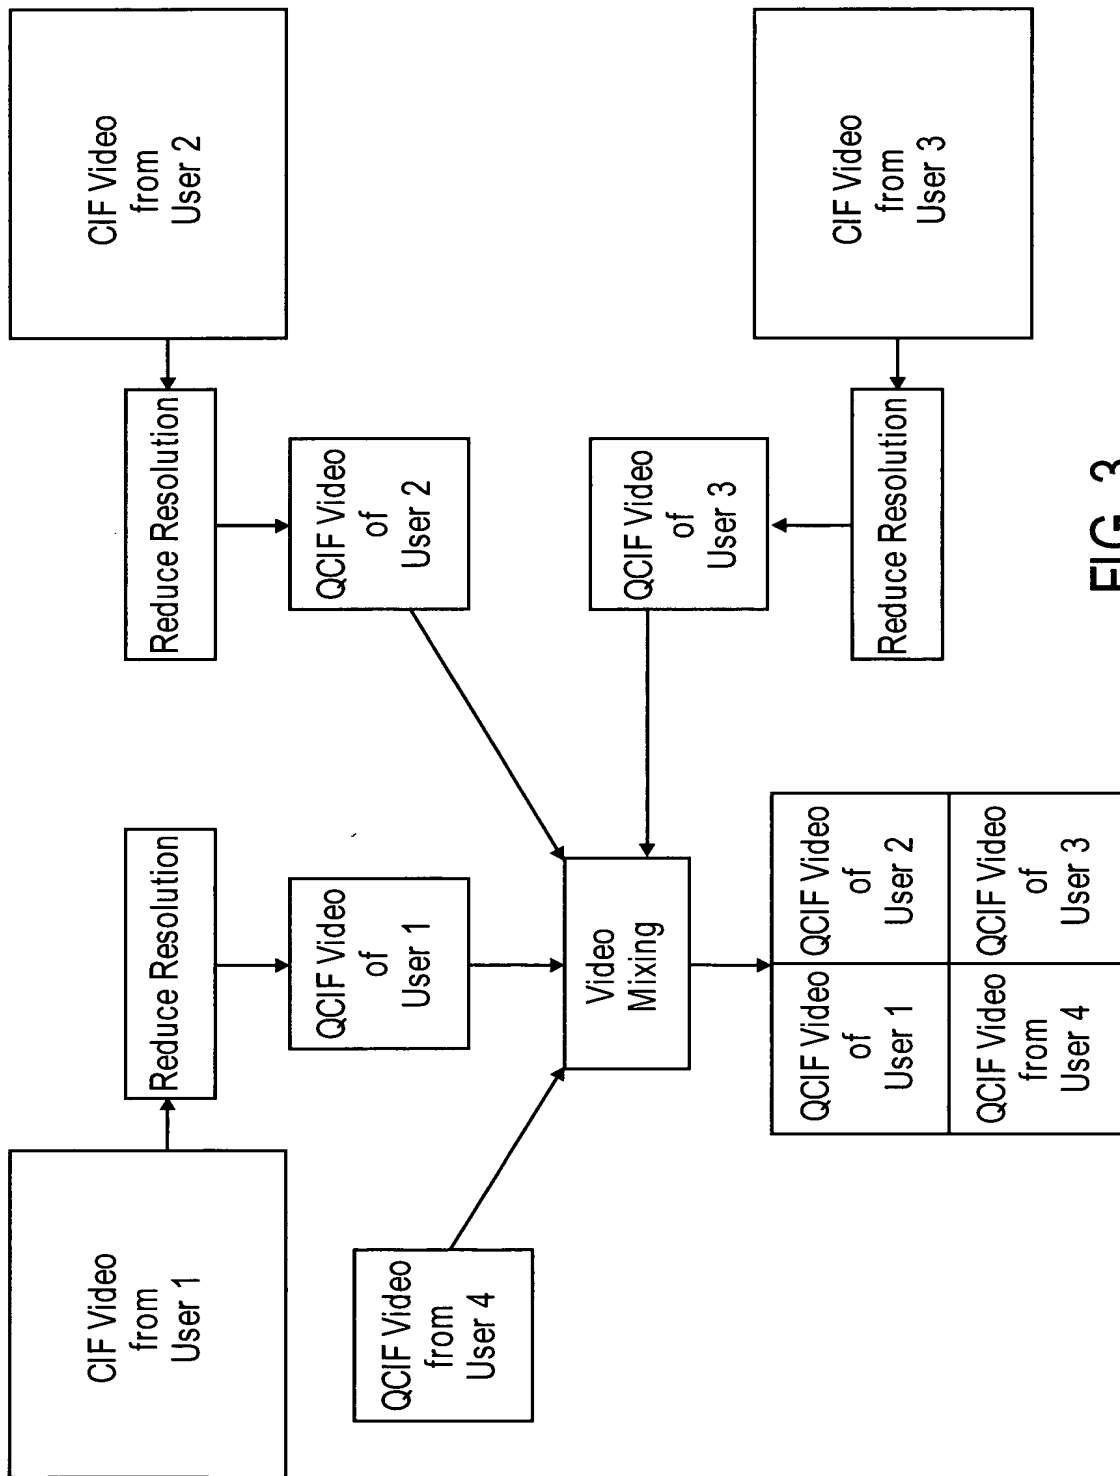 CIF Video
from
User 1
Reduce Resolution
Reduce Resolution
CIF Video
from
User 2
QCIF Video
of
User 1
QCIF Video
of
User 2
QCIF Video
from
User 4
Video
Mixing
QCIF Video
of
User 3
QCIF Video
of
User 1
QCIF Video
of
User 2
QCIF Video
from
User 4
QCIF Video
of
User 3
Reduce Resolution
CIF Video
from
User 3
FIG. 3